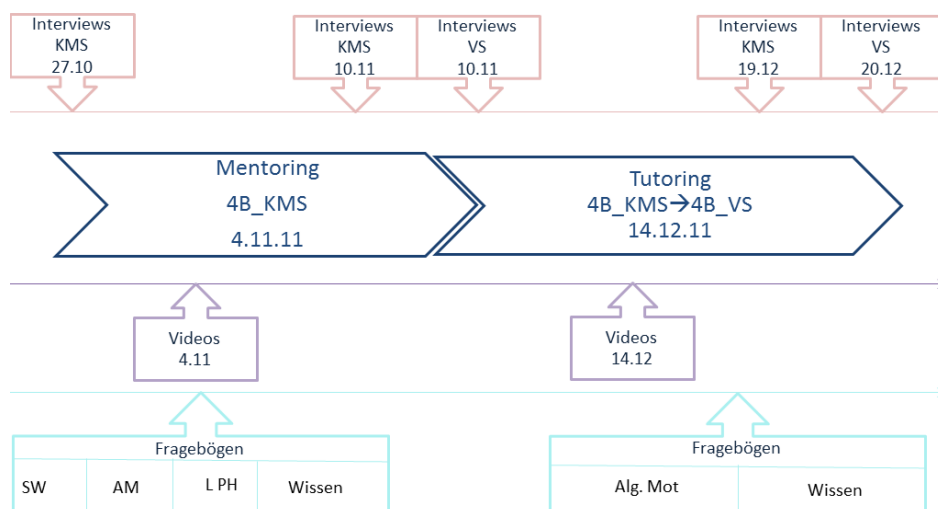 Interviews
KMS
27.10
Interviews
KMS
10.11
Interviews
VS
10.11
Interviews
KMS
19.12
Interviews
VS
20.12
Mentoring
4B_KMS
4.11.11
Tutoring
4B_KMS→4B_VS
14.12.11
Videos
4.11
Videos
14.12
Fragebögen
SW
AM
L PH
Wissen
Fragebögen
Alg. Mot
Wissen